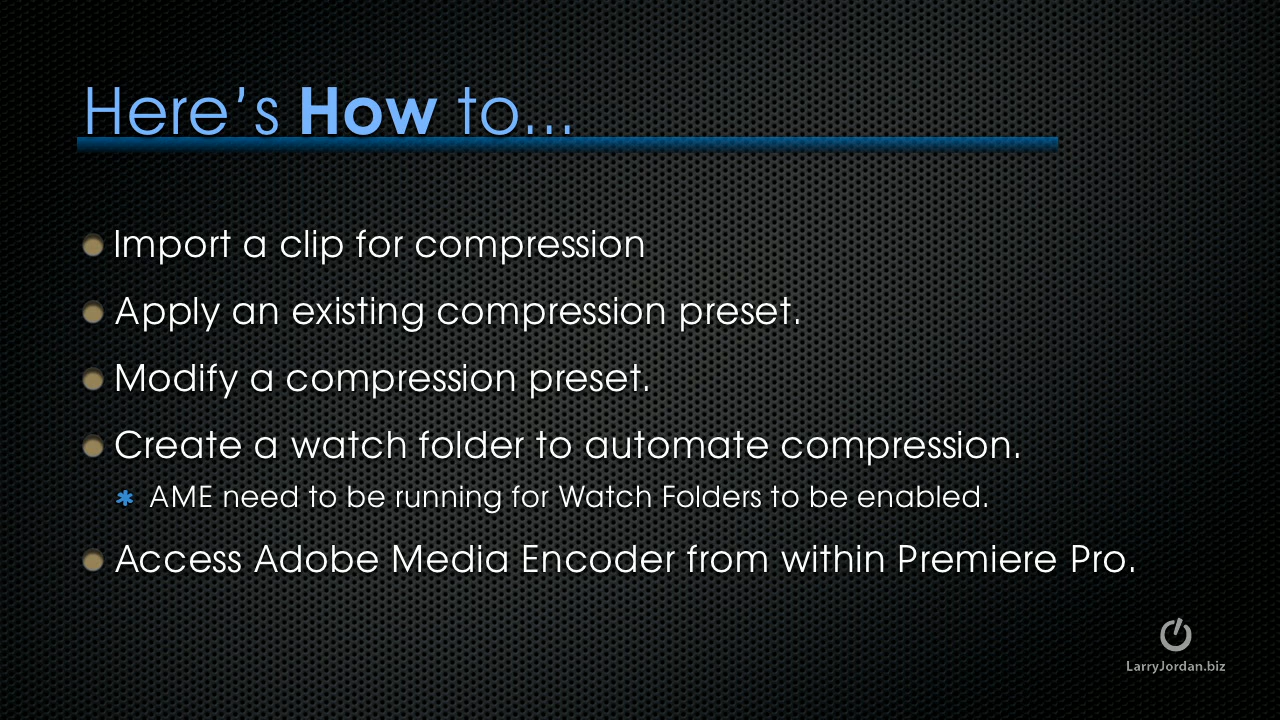 Here’s How to...
Import a clip for compression
Apply an existing compression preset.
Modify a compression preset.
Create a watch folder to automate compression.
AME need to be running for Watch Folders to be enabled.
Access Adobe Media Encoder from within Premiere Pro.
LarryJordan.biz